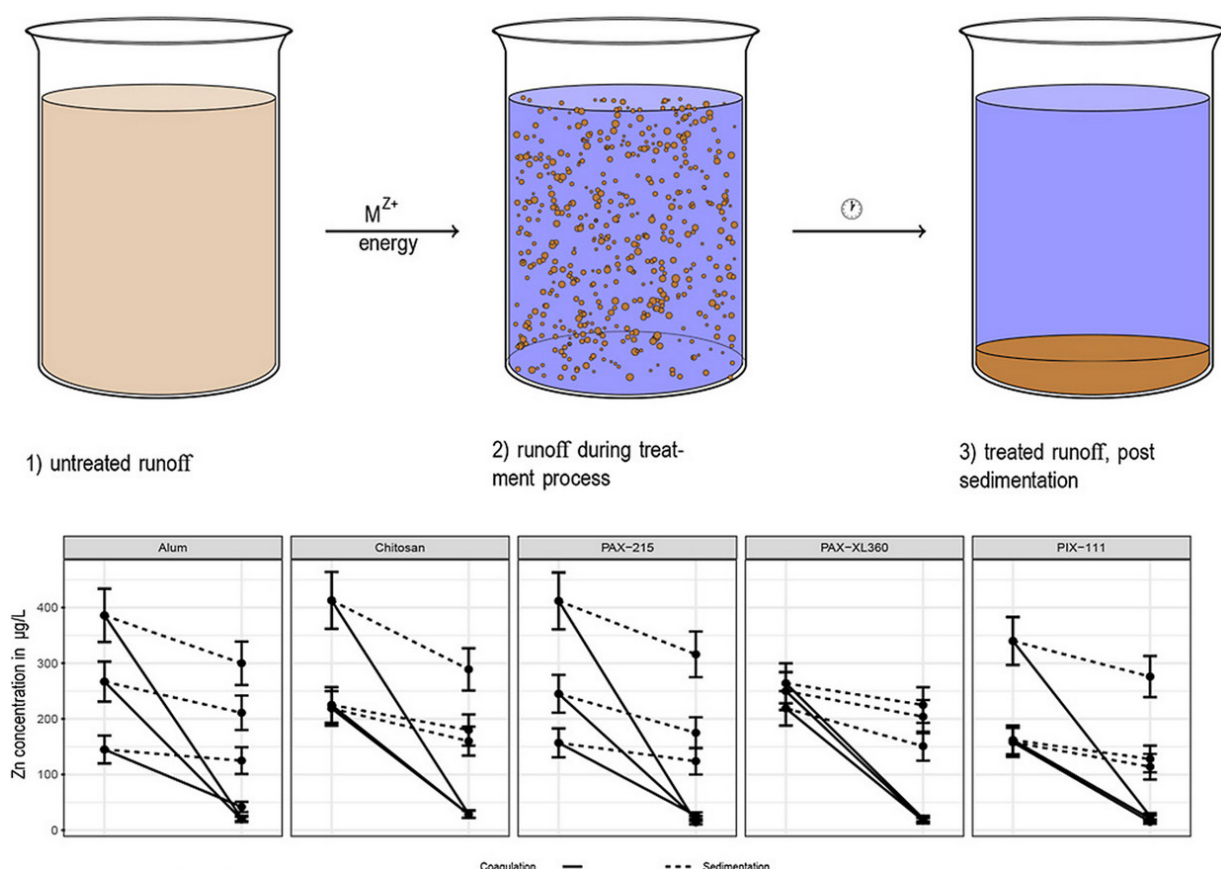 M^Z+
energy
1) untreated runoff
2) runoff during treat-
ment process
3) treated runoff, post
sedimentation
Alum
Chitosan
PAX−215
PAX−XL360
PIX−111
Zn concentration in µg/L
400
300
200
100
0
Coagulation
Sedimentation